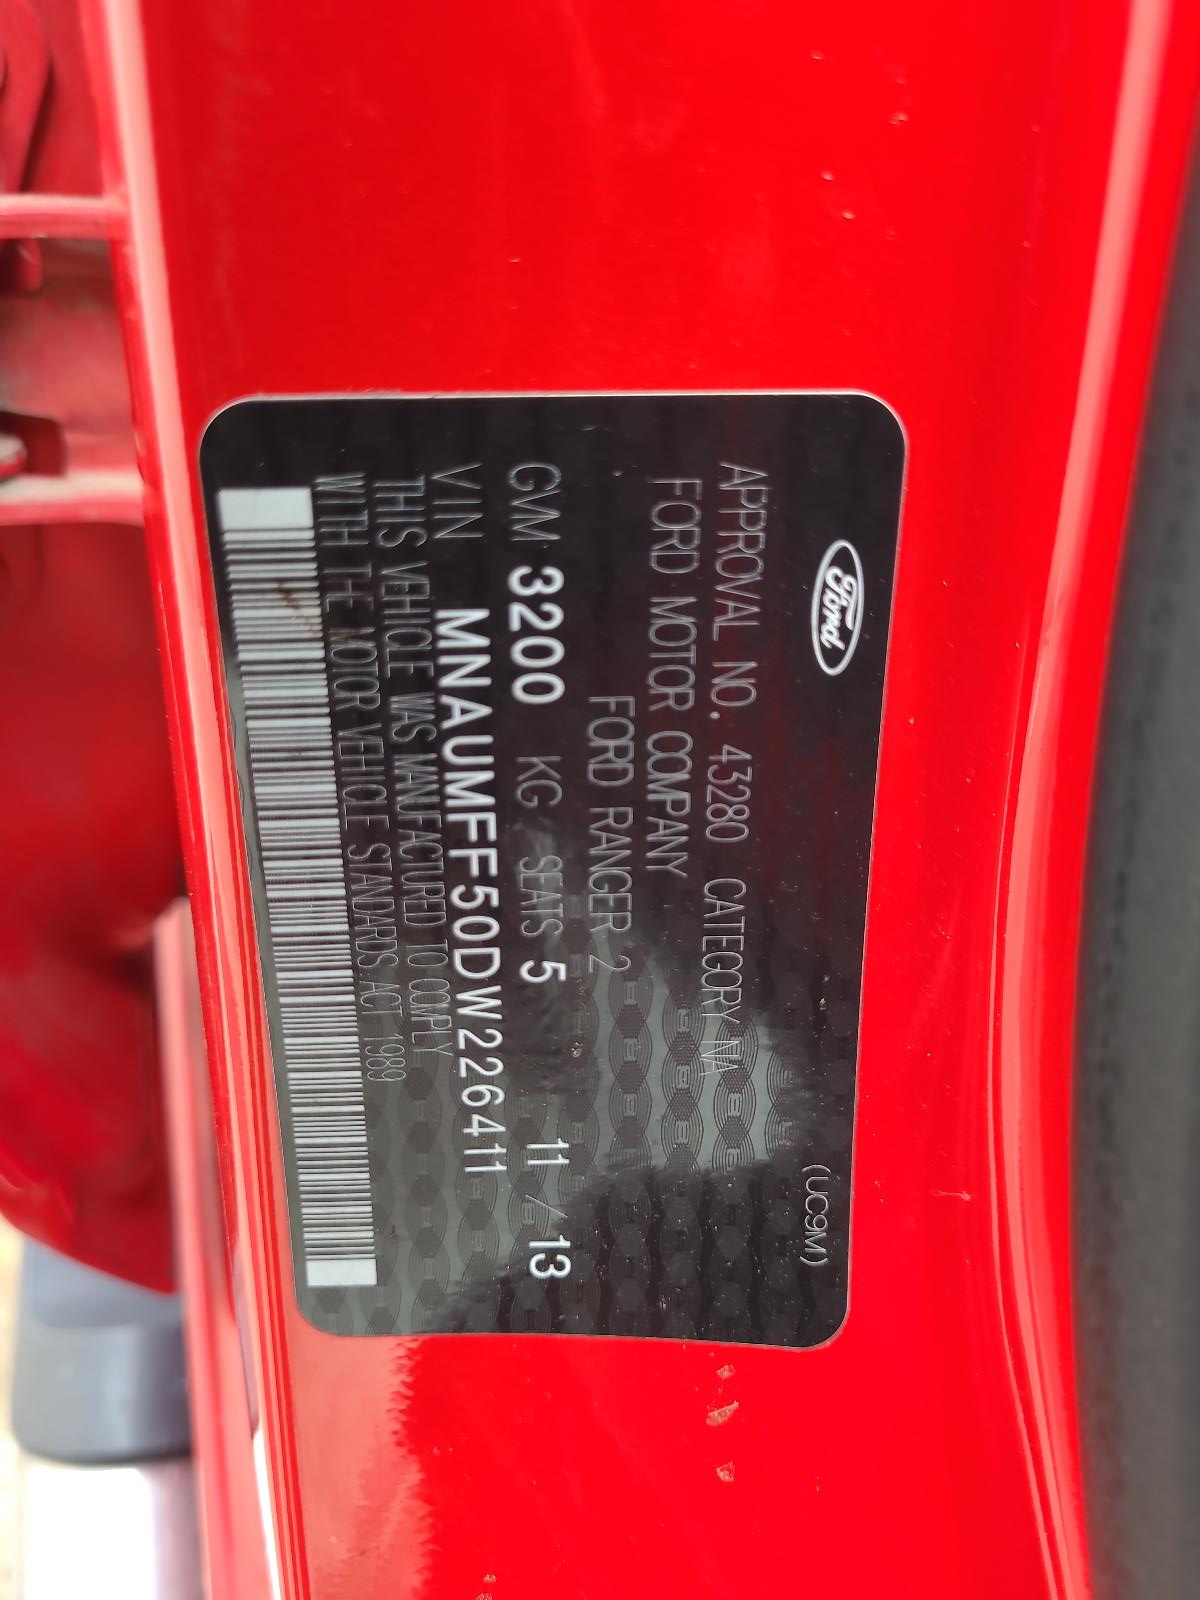 Ford
(UC9M)
APPROVAL NO. 43280 CATEGORY NA
FORD MOTOR COMPANY
FORD RANGER 2
GVM 3200 KG SEATS 5 11/13
VIN MNAUMFF50DW226411
THIS VEHICLE WAS MANUFACTURED TO COMPLY
WITH THE MOTOR VEHICLE STANDARDS ACT 1989